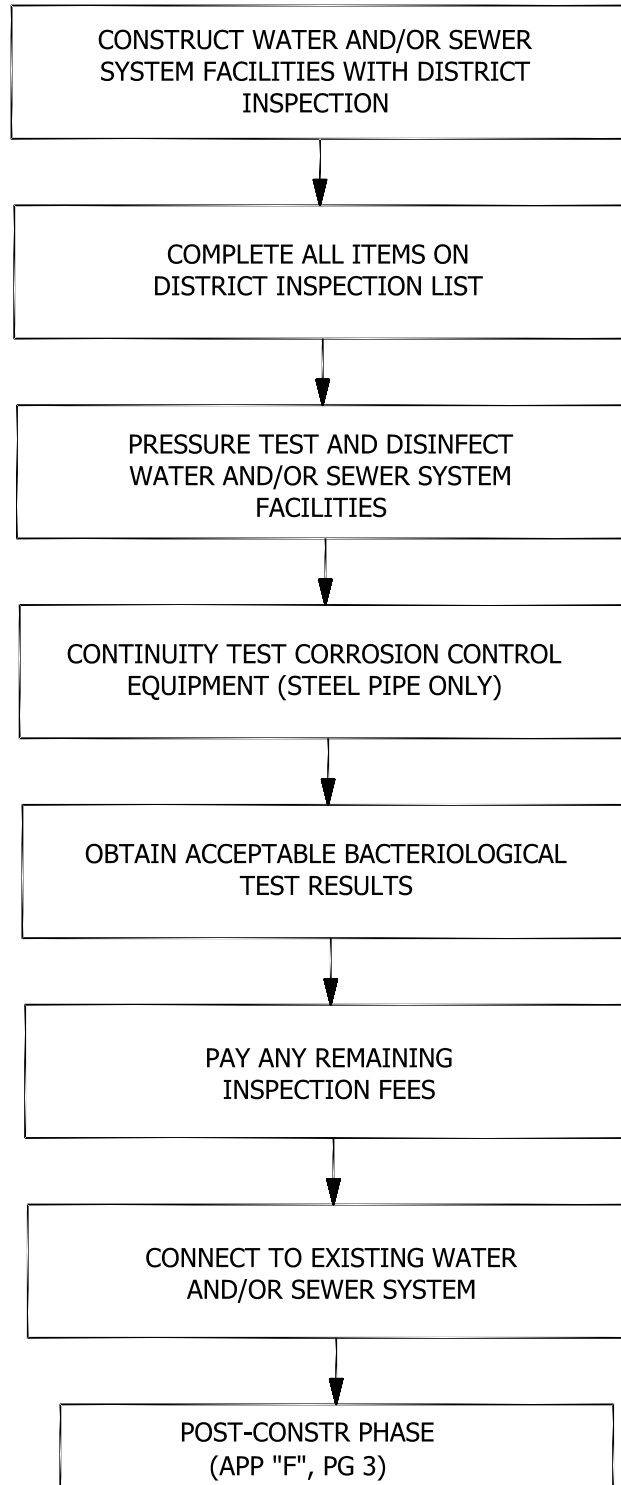 CONSTRUCT WATER AND/OR SEWER
SYSTEM FACILITIES WITH DISTRICT
INSPECTION
COMPLETE ALL ITEMS ON
DISTRICT INSPECTION LIST
PRESSURE TEST AND DISINFECT
WATER AND/OR SEWER SYSTEM
FACILITIES
CONTINUITY TEST CORROSION CONTROL
EQUIPMENT (STEEL PIPE ONLY)
OBTAIN ACCEPTABLE BACTERIOLOGICAL
TEST RESULTS
PAY ANY REMAINING
INSPECTION FEES
CONNECT TO EXISTING WATER
AND/OR SEWER SYSTEM
POST-CONSTR PHASE
(APP "F", PG 3)